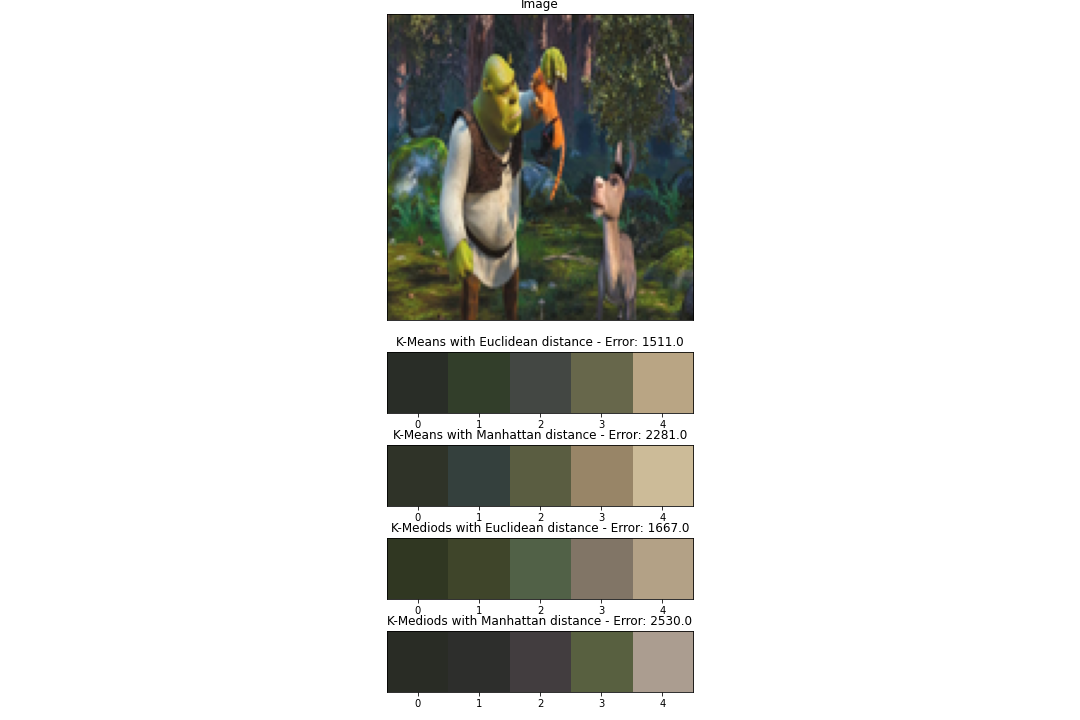 Image
K-Means with Euclidean distance - Error: 1511.0
0 1 2 3 4
K-Means with Manhattan distance - Error: 2281.0
0 1 2 3 4
K-Mediods with Euclidean distance - Error: 1667.0
0 1 2 3 4
K-Mediods with Manhattan distance - Error: 2530.0
0 1 2 3 4